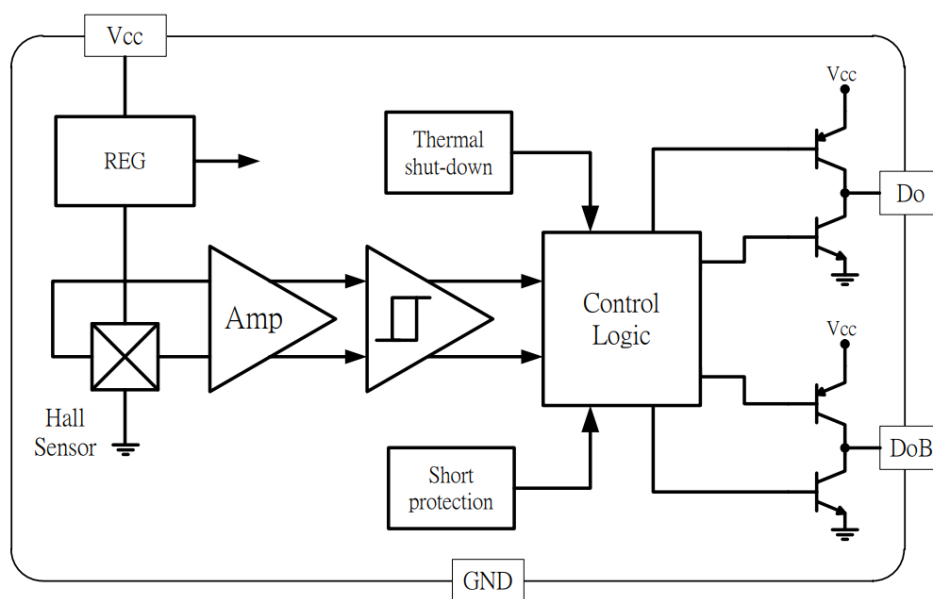 Vcc
REG
Thermal
shut-down
Vcc
Do
Amp
Control
Logic
Hall
Sensor
Short
protection
Vcc
DoB
GND